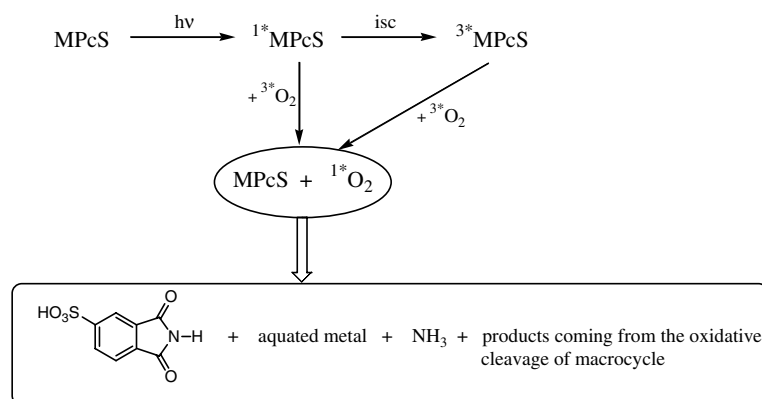 hν isc
MPcS ¹*MPcS ³*MPcS
+ ³*O₂ + ³*O₂
MPcS + ¹*O₂
O
HO₃S
N-H + aquated metal + NH₃ + products coming from the oxidative
cleavage of macrocycle
O